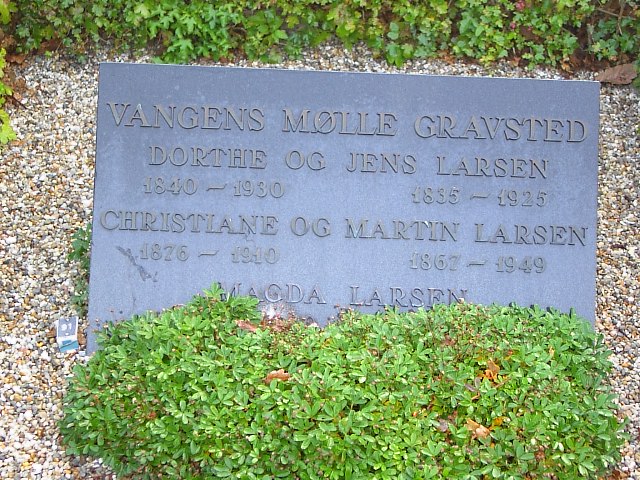 VANGENS MØLLE GRAVSTED
DORTHE OG JENS LARSEN
1840 – 1930 1835 – 1925
CHRISTIANE OG MARTIN LARSEN
1876 – 1910 1867 – 1949
MAGDA LARSEN